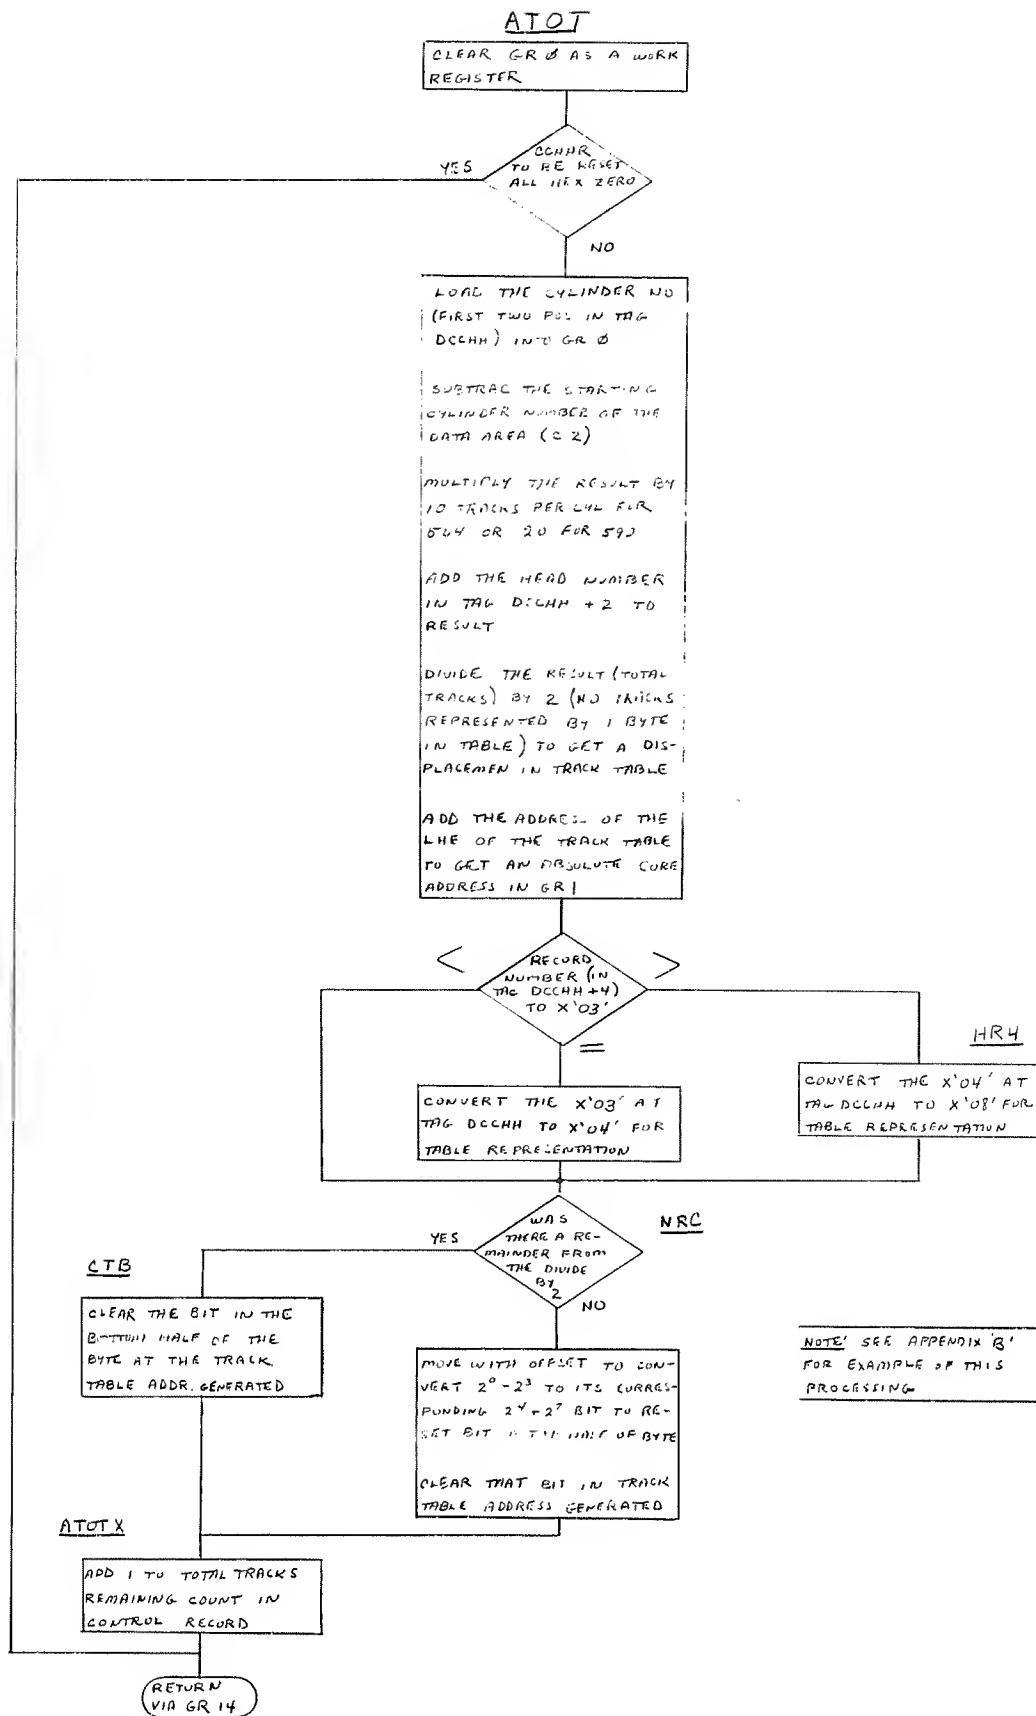 ATOT
CLEAR GR Ø AS A WORK
REGISTER
CCHHR
TO BE RESET
ALL HEX ZERO
YES
NO
LOAD THE CYLINDER NO
(FIRST TWO POS IN TAG
DCCHH) INTO GR Ø
SUBTRAC THE STARTING
CYLINDER NUMBER OF THE
DATA AREA (C 2)
MULTIPLY THE RESULT BY
10 TRACKS PER CYL FOR
564 OR 20 FOR 590
ADD THE HEAD NUMBER
IN TAG DCCHH + 2 TO
RESULT
DIVIDE THE RESULT (TOTAL
TRACKS) BY 2 (NO TRACKS
REPRESENTED BY 1 BYTE
IN TABLE) TO GET A DIS-
PLACEMEN IN TRACK TABLE
ADD THE ADDRESS OF THE
LHE OF THE TRACK TABLE
TO GET AN ABSOLUTE CORE
ADDRESS IN GR 1
< RECORD >
NUMBER (IN
TAG DCCHH +4)
TO X'03'
=
HR4
CONVERT THE X'03' AT
TAG DCCHH TO X'04' FOR
TABLE REPRESENTATION
CONVERT THE X'04' AT
TAG DCCHH TO X'08' FOR
TABLE REPRESENTATION
NRC
WAS
THERE A RE-
MAINDER FROM
THE DIVIDE
BY
2
YES
NO
CTB
CLEAR THE BIT IN THE
BOTTOM HALF OF THE
BYTE AT THE TRACK
TABLE ADDR. GENERATED
MOVE WITH OFFSET TO CON-
VERT 2⁰ - 2³ TO ITS CORRES-
PONDING 2⁴ - 2⁷ BIT TO RE-
SET BIT HALF OF BYTE
CLEAR THAT BIT IN TRACK
TABLE ADDRESS GENERATED
NOTE' SEE APPENDIX 'B'
FOR EXAMPLE OF THIS
PROCESSING
ATOTX
ADD 1 TO TOTAL TRACKS
REMAINING COUNT IN
CONTROL RECORD
RETURN
VIA GR 14